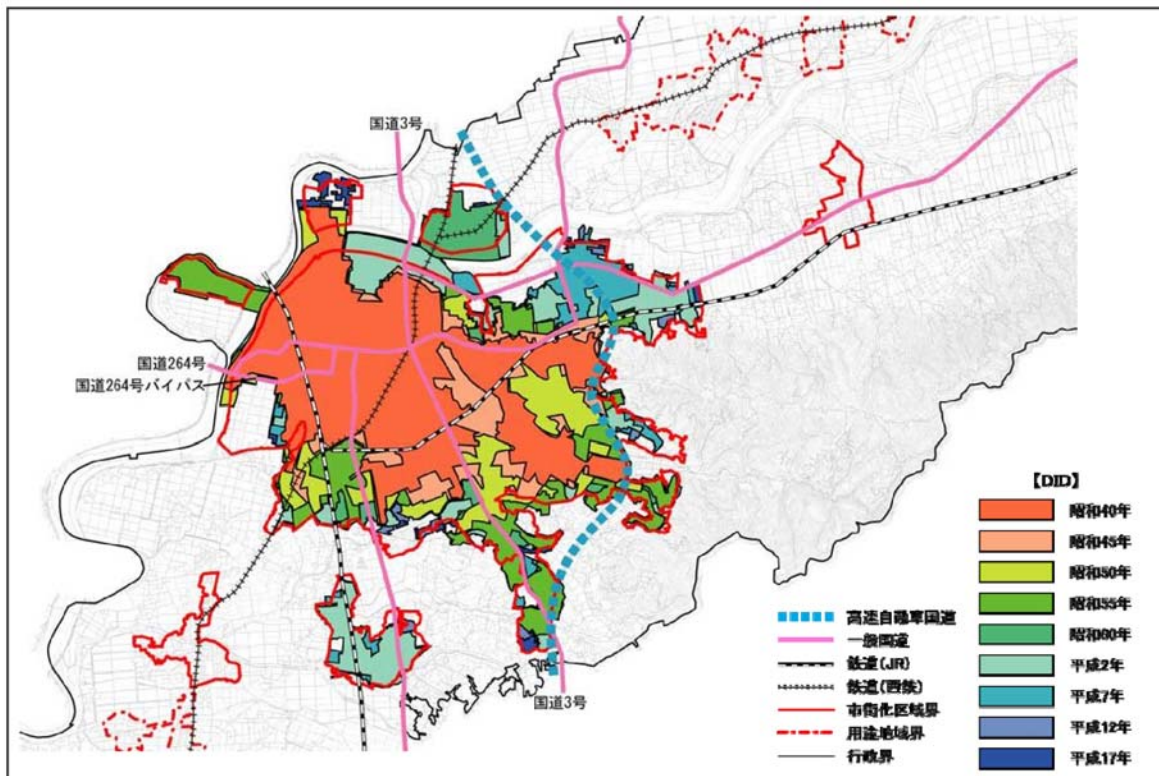 国道3号
国道264号
国道264号バイパス
国道3号
【DID】
昭和40年
昭和45年
昭和50年
昭和55年
昭和60年
平成2年
平成7年
平成12年
平成17年
高速自動車国道
一般国道
鉄道(JR)
鉄道(西鉄)
市街化区域界
用途地域界
行政界